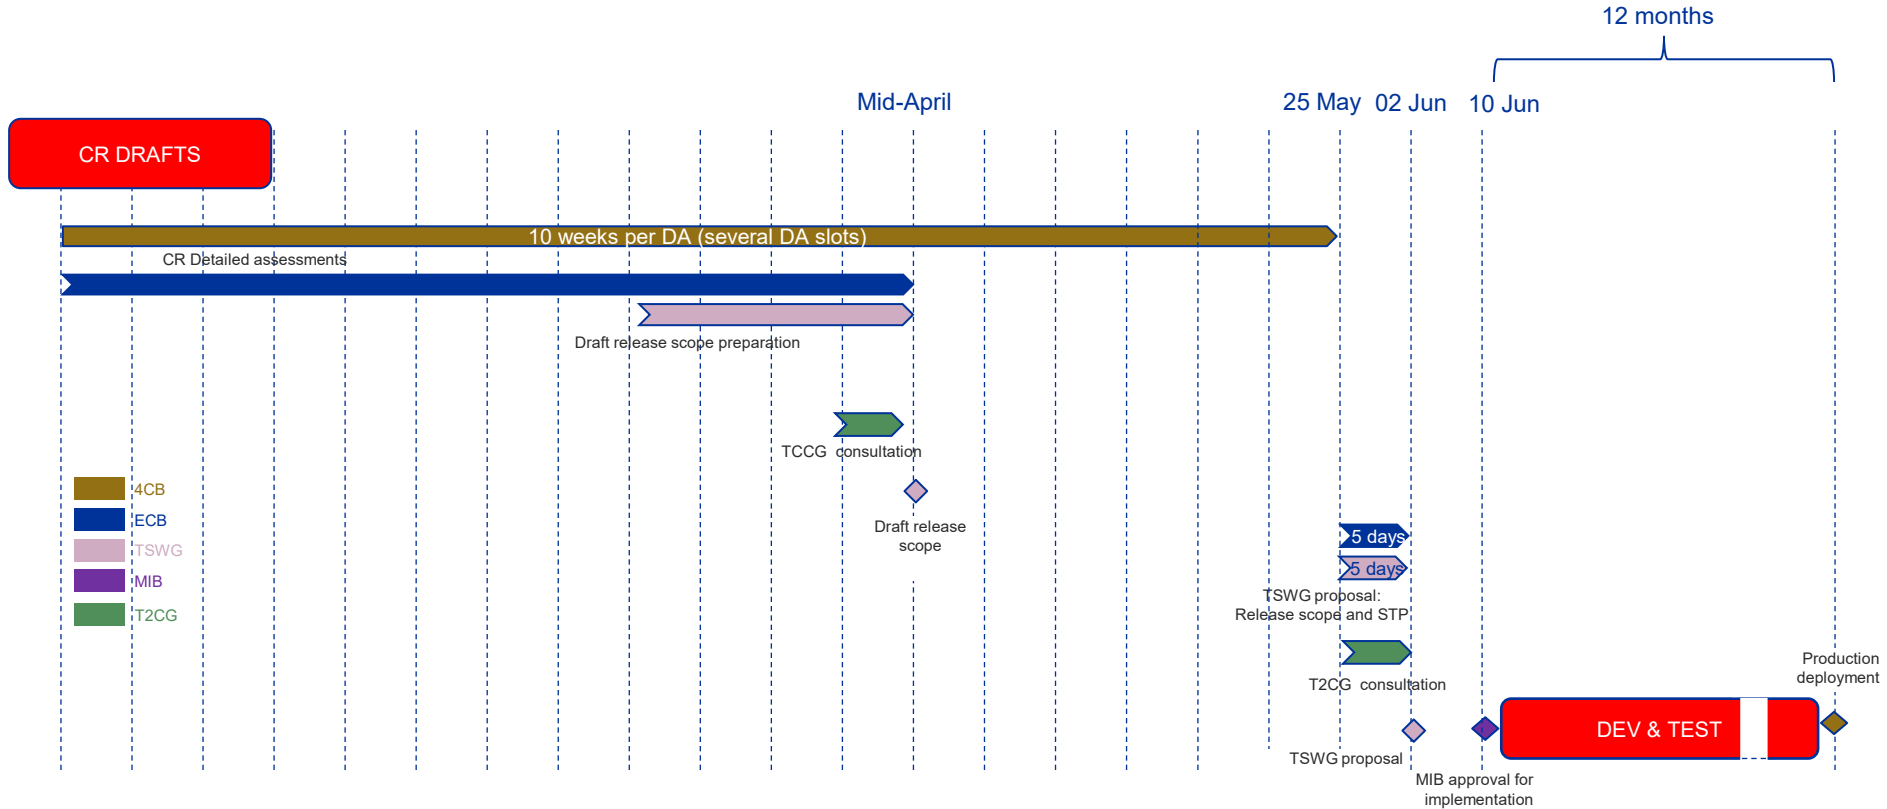 12 months
Mid-April
25 May
02 Jun
10 Jun
CR DRAFTS
10 weeks per DA (several DA slots)
CR Detailed assessments
Draft release scope preparation
TCCG consultation
4CB
ECB
TSWG
MIB
T2CG
Draft release
scope
5 days
5 days
TSWG proposal:
Release scope and STP
T2CG consultation
TSWG proposal
MIB approval for
implementation
DEV & TEST
Production
deployment